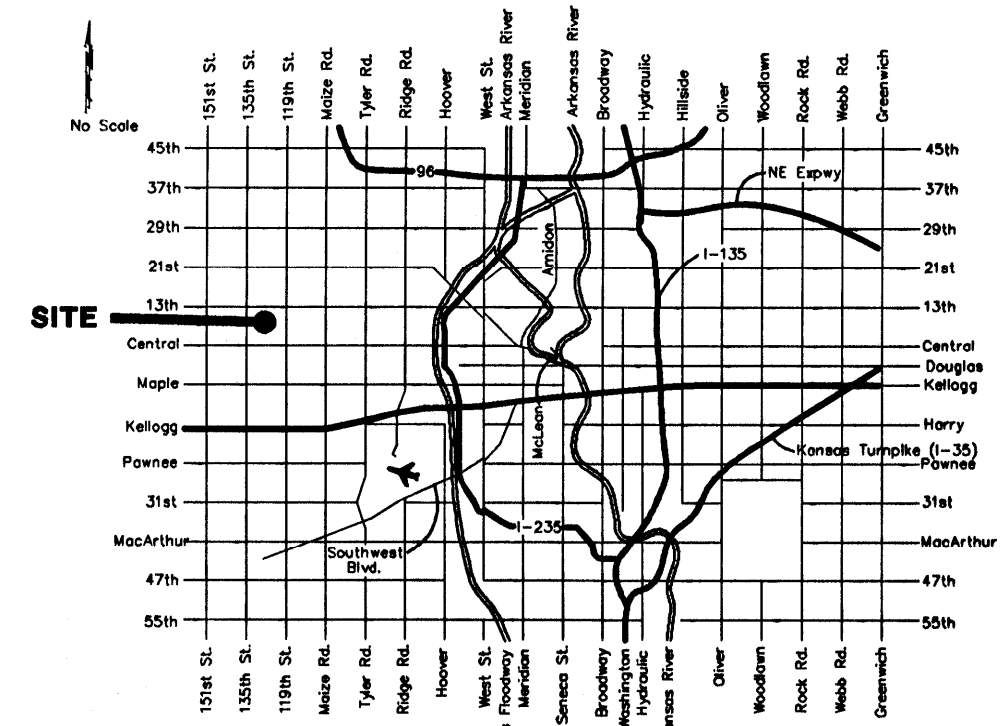 151st St.
135th St.
119th St.
Maize Rd.
Tyler Rd.
Ridge Rd.
Hoover
West St.
Arkansas River
Meridian
Arkansas River
Broadway
Hydraulic
Hillside
Oliver
Woodlawn
Rock Rd.
Webb Rd.
Greenwich
No Scale
45th
45th
96
37th
37th
NE Expwy
29th
29th
Amidon
21st
21st
I-135
13th
13th
SITE
Central
Central
Douglas
Maple
Kellogg
McLean
Kellogg
Harry
Kansas Turnpike (I-35)
Pawnee
Pawnee
31st
31st
I-235
MacArthur
MacArthur
Southwest
Blvd.
47th
47th
55th
55th
151st St.
135th St.
119th St.
Maize Rd.
Tyler Rd.
Ridge Rd.
Hoover
West St.
s Floodway
Meridian
Seneca St.
Broadway
Washington
Hydraulic
nsas River
Oliver
Woodlawn
Rock Rd.
Webb Rd.
Greenwich